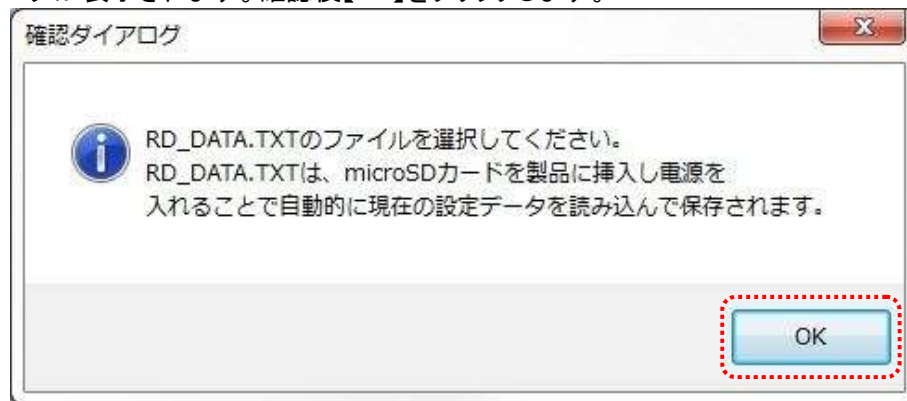 確認ダイアログ
RD_DATA.TXTのファイルを選択してください。
RD_DATA.TXTは、microSDカードを製品に挿入し電源を
入れることで自動的に現在の設定データを読み込んで保存されます。
OK